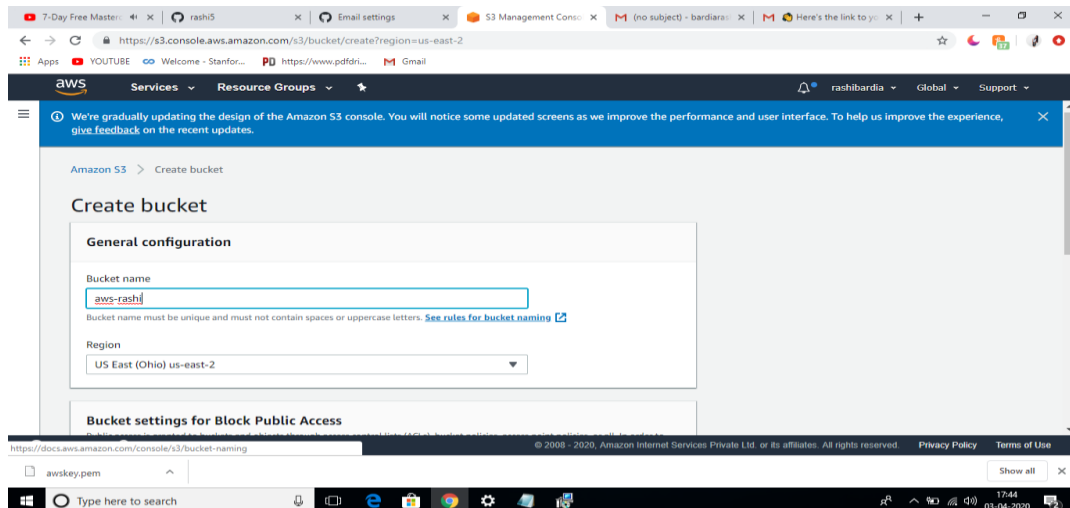 7-Day Free Masterc
rashi5
Email settings
S3 Management Conso
(no subject) - bardiaras
Here's the link to yo
https://s3.console.aws.amazon.com/s3/bucket/create?region=us-east-2
Apps
YOUTUBE
Welcome - Stanfor...
https://www.pdfdri...
Gmail
17
aws
Services
Resource Groups
rashibardia
Global
Support
We're gradually updating the design of the Amazon S3 console. You will notice some updated screens as we improve the performance and user interface. To help us improve the experience,
give feedback on the recent updates.
Amazon S3 > Create bucket
Create bucket
General configuration
Bucket name
aws-rashi
Bucket name must be unique and must not contain spaces or uppercase letters. See rules for bucket naming
Region
US East (Ohio) us-east-2
Bucket settings for Block Public Access
https://docs.aws.amazon.com/console/s3/bucket-naming
© 2008 - 2020, Amazon Internet Services Private Ltd. or its affiliates. All rights reserved.
Privacy Policy
Terms of Use
awskey.pem
Show all
Type here to search
17:44
03-04-2020